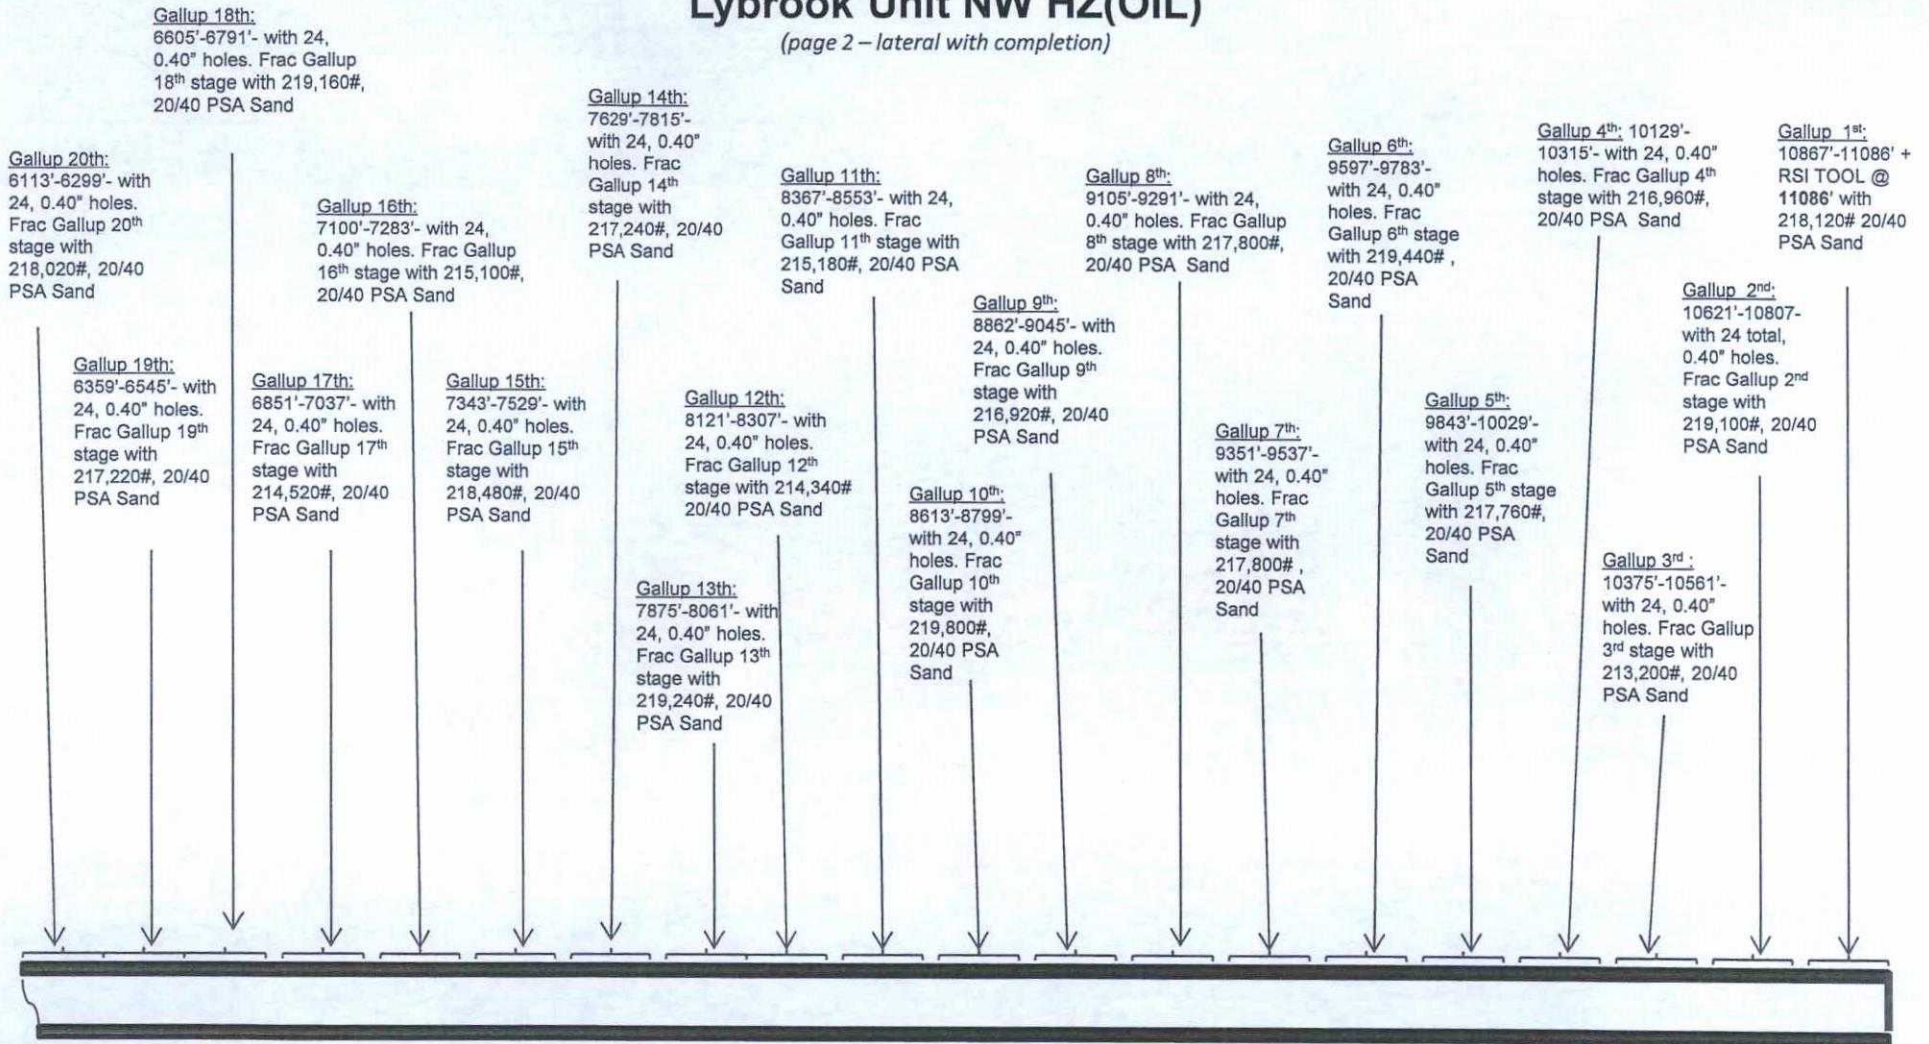 Lybrook Unit NW HZ(OIL)
(page 2 – lateral with completion)
Gallup 18th:
6605'-6791'- with 24,
0.40" holes. Frac Gallup
18th stage with 219,160#,
20/40 PSA Sand
Gallup 20th:
6113'-6299'- with
24, 0.40" holes.
Frac Gallup 20th
stage with
218,020#, 20/40
PSA Sand
Gallup 19th:
6359'-6545'- with
24, 0.40" holes.
Frac Gallup 19th
stage with
217,220#, 20/40
PSA Sand
Gallup 17th:
6851'-7037'- with
24, 0.40" holes.
Frac Gallup 17th
stage with
214,520#, 20/40
PSA Sand
Gallup 16th:
7100'-7283'- with 24,
0.40" holes. Frac Gallup
16th stage with 215,100#,
20/40 PSA Sand
Gallup 15th:
7343'-7529'- with
24, 0.40" holes.
Frac Gallup 15th
stage with
218,480#, 20/40
PSA Sand
Gallup 14th:
7629'-7815'-
with 24, 0.40"
holes. Frac
Gallup 14th
stage with
217,240#, 20/40
PSA Sand
Gallup 13th:
7875'-8061'- with
24, 0.40" holes.
Frac Gallup 13th
stage with
219,240#, 20/40
PSA Sand
Gallup 12th:
8121'-8307'- with
24, 0.40" holes.
Frac Gallup 12th
stage with 214,340#
20/40 PSA Sand
Gallup 11th:
8367'-8553'- with 24,
0.40" holes. Frac
Gallup 11th stage with
215,180#, 20/40 PSA
Sand
Gallup 10th:
8613'-8799'-
with 24, 0.40"
holes. Frac
Gallup 10th
stage with
219,800#,
20/40 PSA
Sand
Gallup 9th:
8862'-9045'- with
24, 0.40" holes.
Frac Gallup 9th
stage with
216,920#, 20/40
PSA Sand
Gallup 8th:
9105'-9291'- with 24,
0.40" holes. Frac Gallup
8th stage with 217,800#,
20/40 PSA Sand
Gallup 7th:
9351'-9537'-
with 24, 0.40"
holes. Frac
Gallup 7th
stage with
217,800# ,
20/40 PSA
Sand
Gallup 6th:
9597'-9783'-
with 24, 0.40"
holes. Frac
Gallup 6th stage
with 219,440# ,
20/40 PSA
Sand
Gallup 5th:
9843'-10029'-
with 24, 0.40"
holes. Frac
Gallup 5th stage
with 217,760#,
20/40 PSA
Sand
Gallup 4th: 10129'-
10315'- with 24, 0.40"
holes. Frac Gallup 4th
stage with 216,960#,
20/40 PSA Sand
Gallup 3rd :
10375'-10561'-
with 24, 0.40"
holes. Frac Gallup
3rd stage with
213,200#, 20/40
PSA Sand
Gallup 2nd:
10621'-10807-
with 24 total,
0.40" holes.
Frac Gallup 2nd
stage with
219,100#, 20/40
PSA Sand
Gallup 1st:
10867'-11086' +
RSI TOOL @
11086' with
218,120# 20/40
PSA Sand